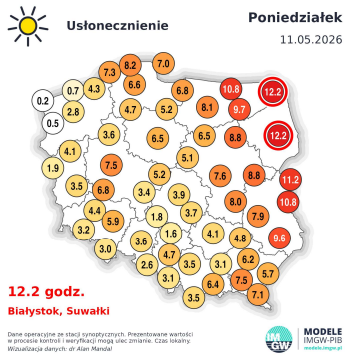 Usłonecznienie
Poniedziałek
11.05.2026
7.3 8.2 7.0
0.2 0.7 4.3 6.6 6.8 10.8 12.2
0.5 2.8 4.7 5.2 8.1 9.7
3.6 6.5 6.5 8.8 12.2
4.1 5.1
1.9 7.5 5.2 7.6 8.8 11.2
3.5 6.8 3.4 3.9 8.0 10.8
4.4 5.9 1.8 3.7 7.9
3.2 3.6 1.6 4.1 4.8 9.6
3.0 4.7 6.2
2.6 3.5 3.1 5.7
3.1 6.4 7.5
3.5 7.1
12.2 godz.
Białystok, Suwałki
Dane operacyjne ze stacji synoptycznych. Prezentowane wartości
w procesie kontroli i weryfikacji mogą ulec zmianie. Czas lokalny.
Wizualizacja danych: dr Alan Mandal
IM
GW
MODELE
IMGW-PIB
modele.imgw.pl